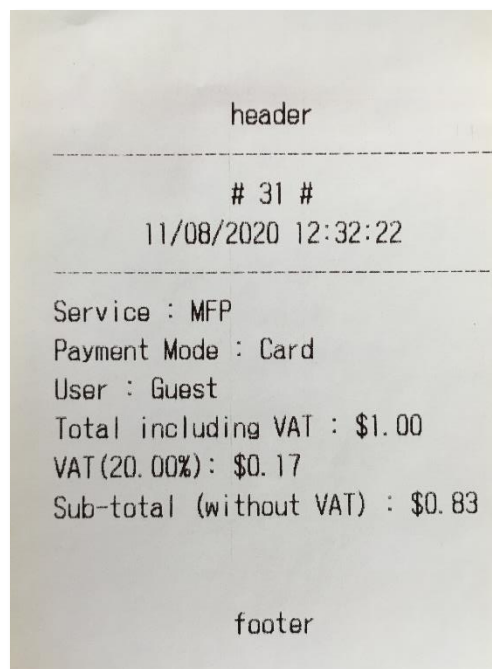 header
# 31 #
11/08/2020 12:32:22
Service : MFP
Payment Mode : Card
User : Guest
Total including VAT : $1.00
VAT(20.00%): $0.17
Sub-total (without VAT) : $0.83
footer